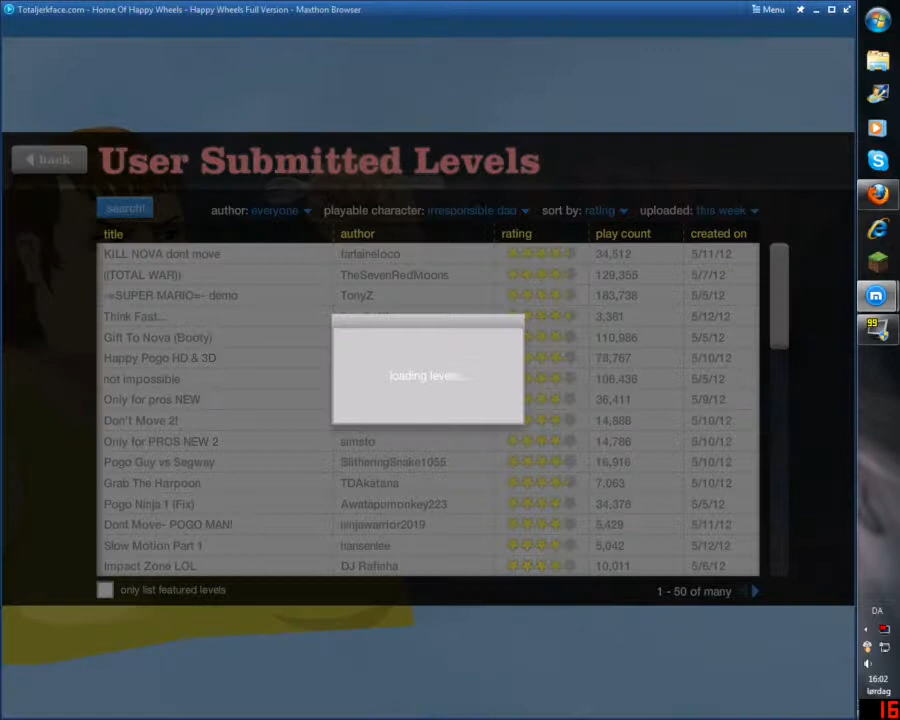 Totaljerkface.com - Home Of Happy Wheels - Happy Wheels Full Version - Maxthon Browser
Menu
back
User Submitted Levels
search!
author: everyone playable character: irresponsible dad sort by: rating uploaded: this week
title author rating play count created on
KILL NOVA dont move farlaineloco 34,512 5/11/12
((TOTAL WAR)) TheSevenRedMoons 129,355 5/7/12
-=SUPER MARIO=- demo TonyZ 183,738 5/5/12
Think Fast... 3,361 5/12/12
Gift To Nova (Booty) 110,986 5/5/12
Happy Pogo HD & 3D 78,767 5/10/12
not impossible 106,436 5/5/12
Only for pros NEW 36,411 5/9/12
Don't Move 2! 14,888 5/10/12
Only for PROS NEW 2 aimsto 14,786 5/10/12
Pogo Guy vs Segway SlitheringSnake1055 16,916 5/10/12
Grab The Harpoon TDAkatana 7,063 5/10/12
Pogo Ninja 1 (Fix) Awatapomonkey223 34,376 5/5/12
Dont Move- POGO MAN! ninjawarrior2019 5,429 5/11/12
Slow Motion Part 1 hansenlee 5,042 5/12/12
Impact Zone LOL DJ Rafinha 10,011 5/6/12
loading levels...
only list featured levels
1 - 50 of many
99
DA
16:02
lørdag
16